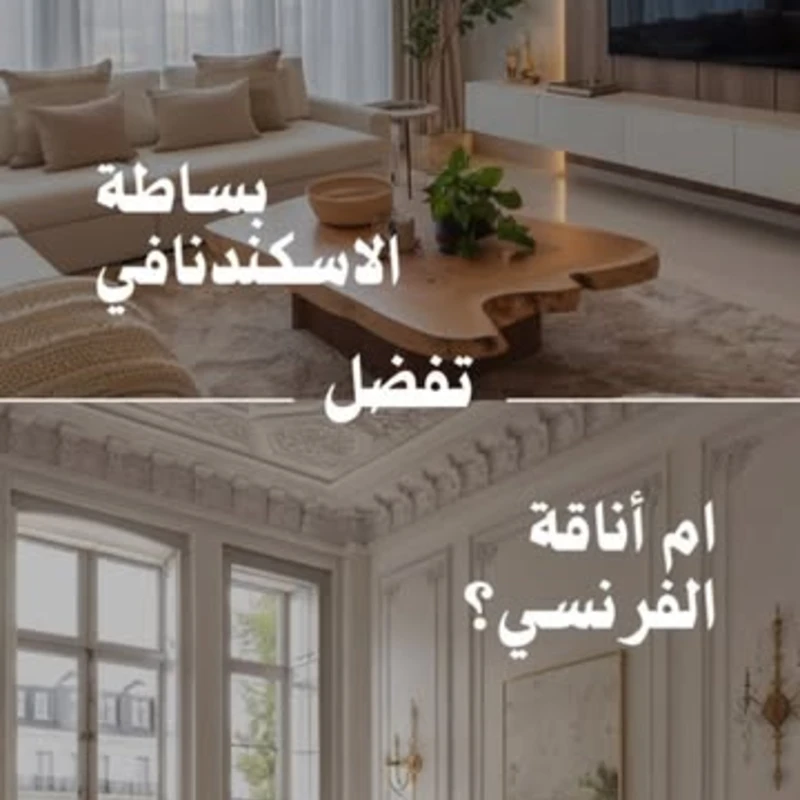 بساطة
الاسكندنافي
تفضل
ام أناقة
الفرنسي؟